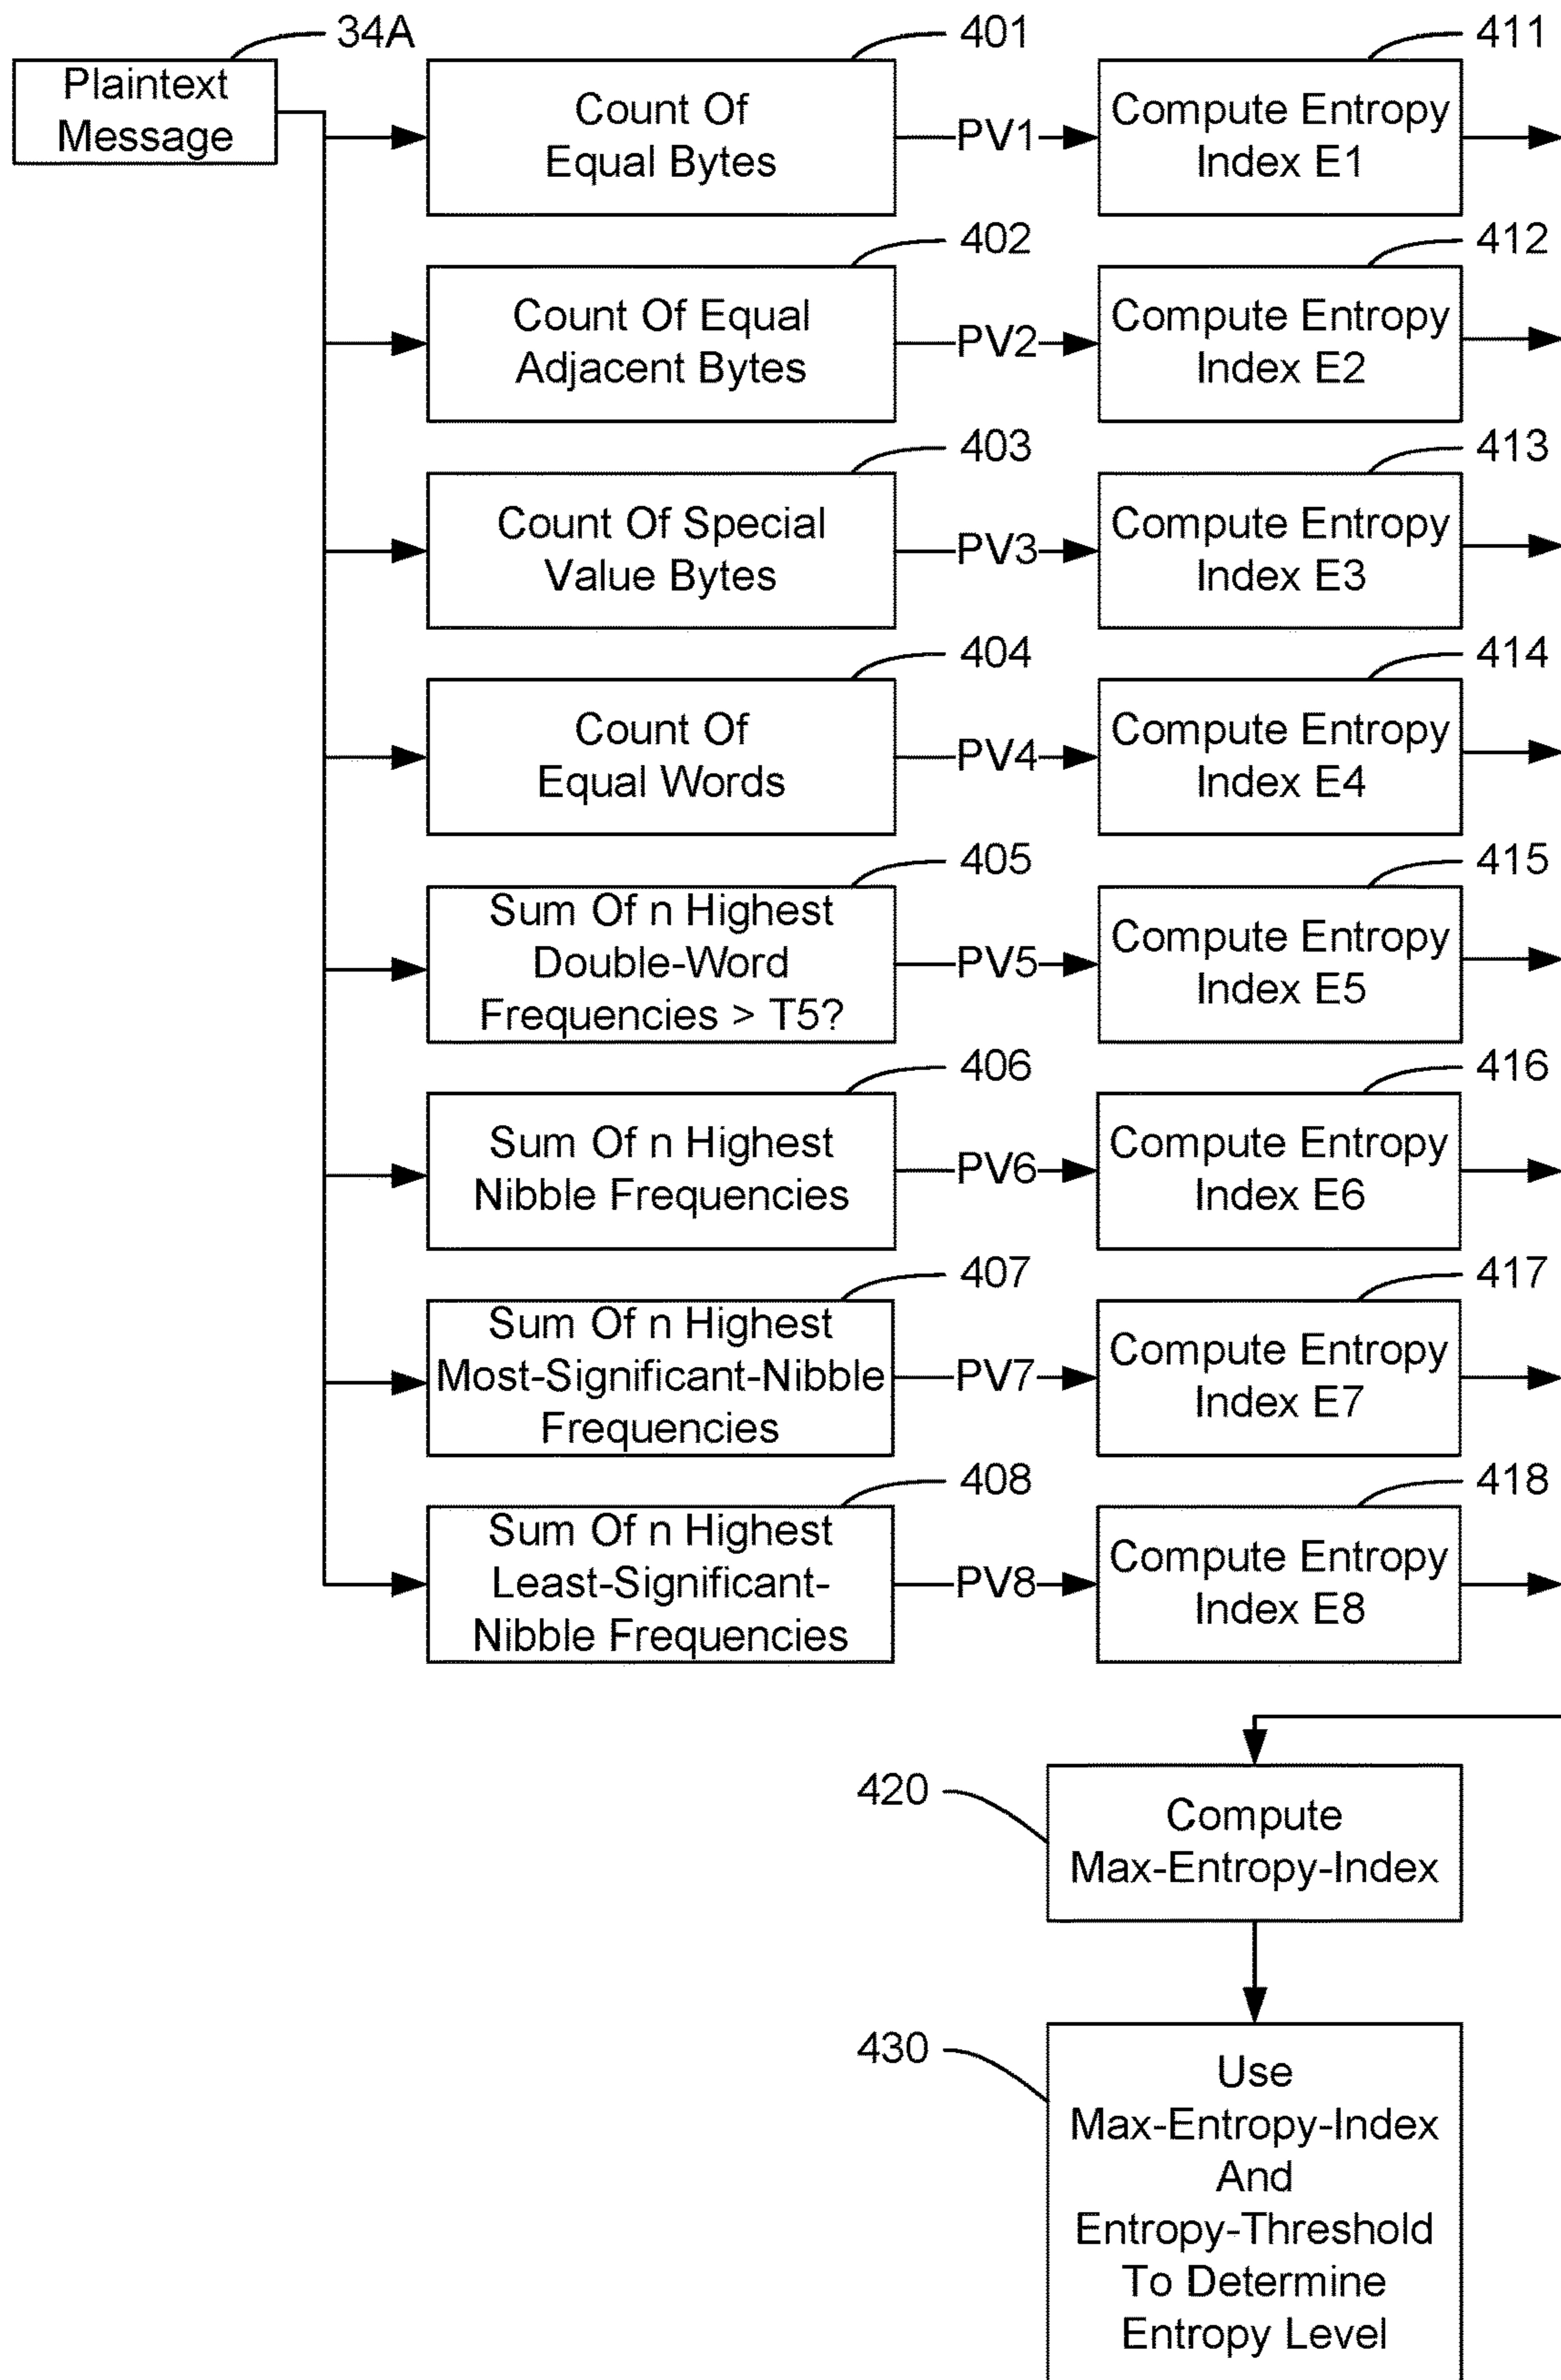 34A
Plaintext
Message
401
Count Of
Equal Bytes
PV1
411
Compute Entropy
Index E1
402
Count Of Equal
Adjacent Bytes
PV2
412
Compute Entropy
Index E2
403
Count Of Special
Value Bytes
PV3
413
Compute Entropy
Index E3
404
Count Of
Equal Words
PV4
414
Compute Entropy
Index E4
405
Sum Of n Highest
Double-Word
Frequencies > T5?
PV5
415
Compute Entropy
Index E5
406
Sum Of n Highest
Nibble Frequencies
PV6
416
Compute Entropy
Index E6
407
Sum Of n Highest
Most-Significant-Nibble
Frequencies
PV7
417
Compute Entropy
Index E7
408
Sum Of n Highest
Least-Significant-
Nibble Frequencies
PV8
418
Compute Entropy
Index E8
420
Compute
Max-Entropy-Index
430
Use
Max-Entropy-Index
And
Entropy-Threshold
To Determine
Entropy Level